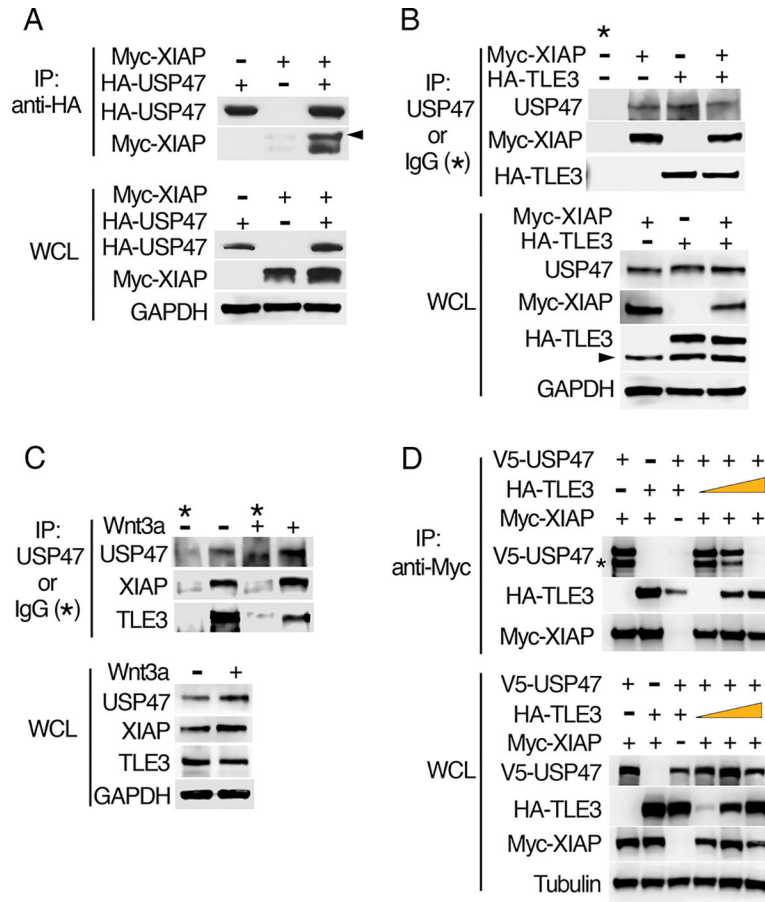 A
IP:
anti-HA
Myc-XIAP - + +
HA-USP47 + - +
HA-USP47
Myc-XIAP
WCL
Myc-XIAP - + +
HA-USP47 + - +
HA-USP47
Myc-XIAP
GAPDH
B
*
IP:
USP47
or
IgG (*)
Myc-XIAP - + - +
HA-TLE3 - - + +
USP47
Myc-XIAP
HA-TLE3
WCL
Myc-XIAP + - +
HA-TLE3 - + +
USP47
Myc-XIAP
HA-TLE3
GAPDH
C
* *
IP:
USP47
or
IgG (*)
Wnt3a - - + +
USP47
XIAP
TLE3
WCL
Wnt3a - +
USP47
XIAP
TLE3
GAPDH
D
IP:
anti-Myc
V5-USP47 + - + + + +
HA-TLE3 - + +
Myc-XIAP + + - + + +
V5-USP47
*
HA-TLE3
Myc-XIAP
WCL
V5-USP47 + - + + + +
HA-TLE3 - + +
Myc-XIAP + + - + + +
V5-USP47
HA-TLE3
Myc-XIAP
Tubulin